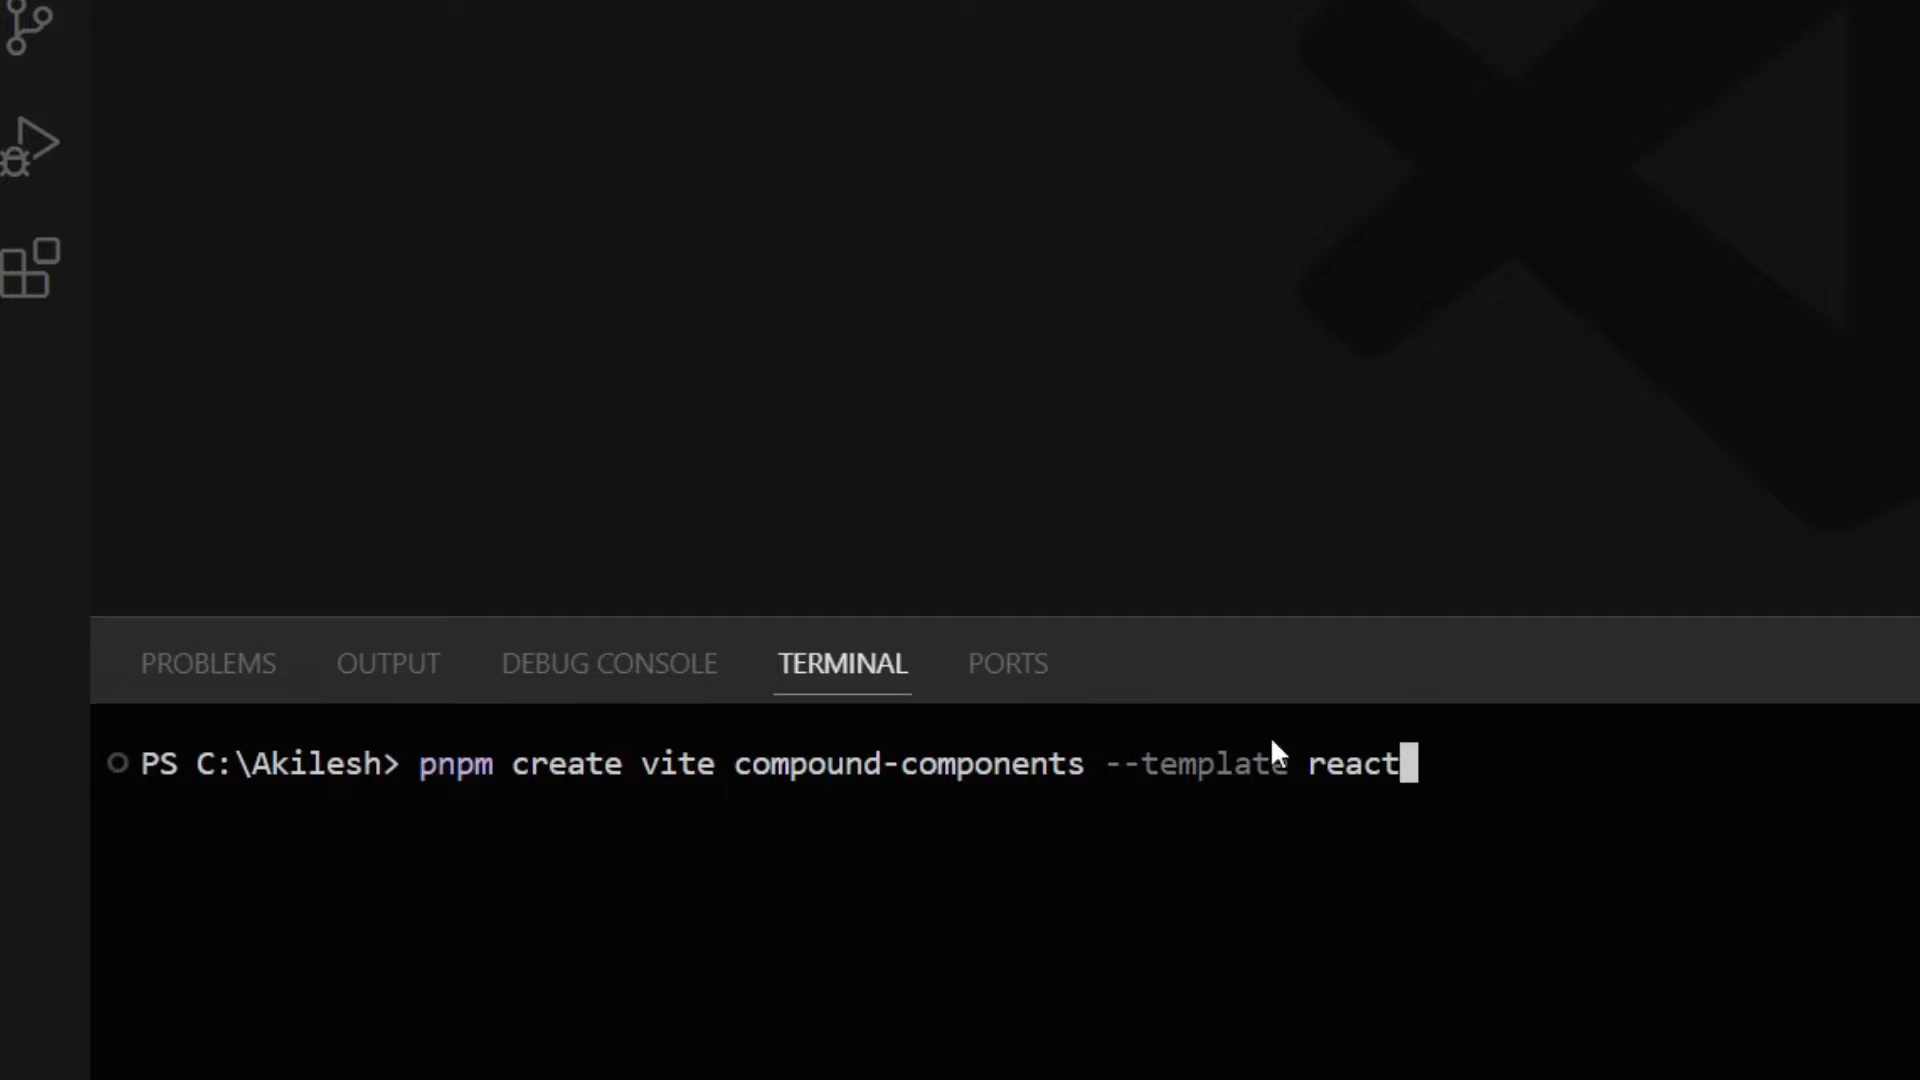 PROBLEMS OUTPUT DEBUG CONSOLE TERMINAL PORTS
PS C:\Akilesh> pnpm create vite compound-components --template react